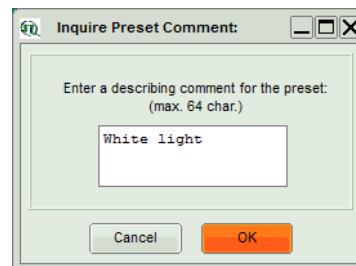 Inquire Preset Comment:
Enter a describing comment for the preset:
(max. 64 char.)
White light
Cancel
OK